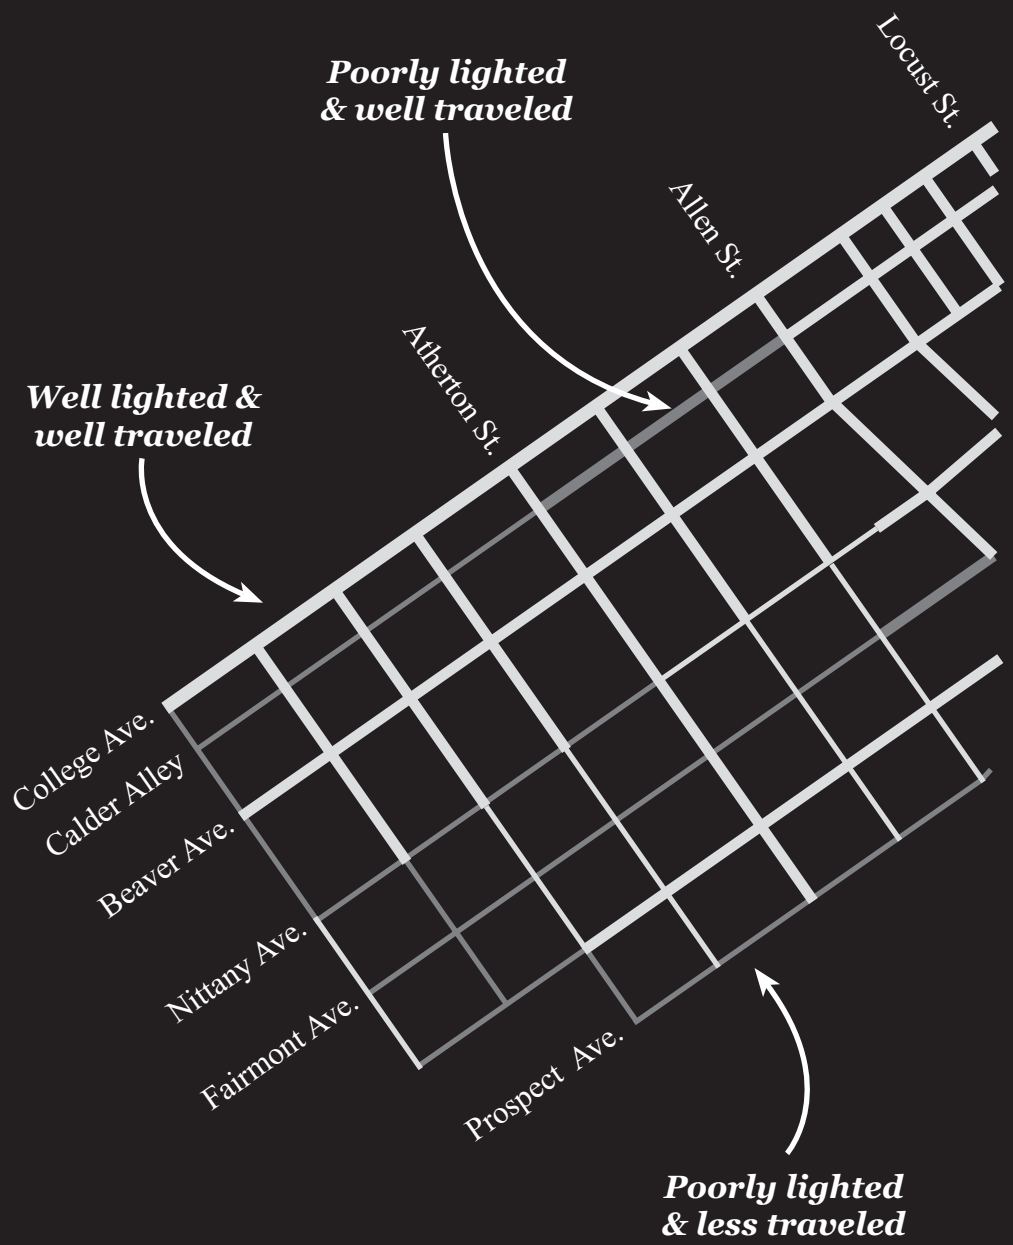 Locust St.
Poorly lighted
& well traveled
Allen St.
Atherton St.
Well lighted &
well traveled
College Ave.
Calder Alley
Beaver Ave.
Nittany Ave.
Fairmont Ave.
Prospect Ave.
Poorly lighted
& less traveled